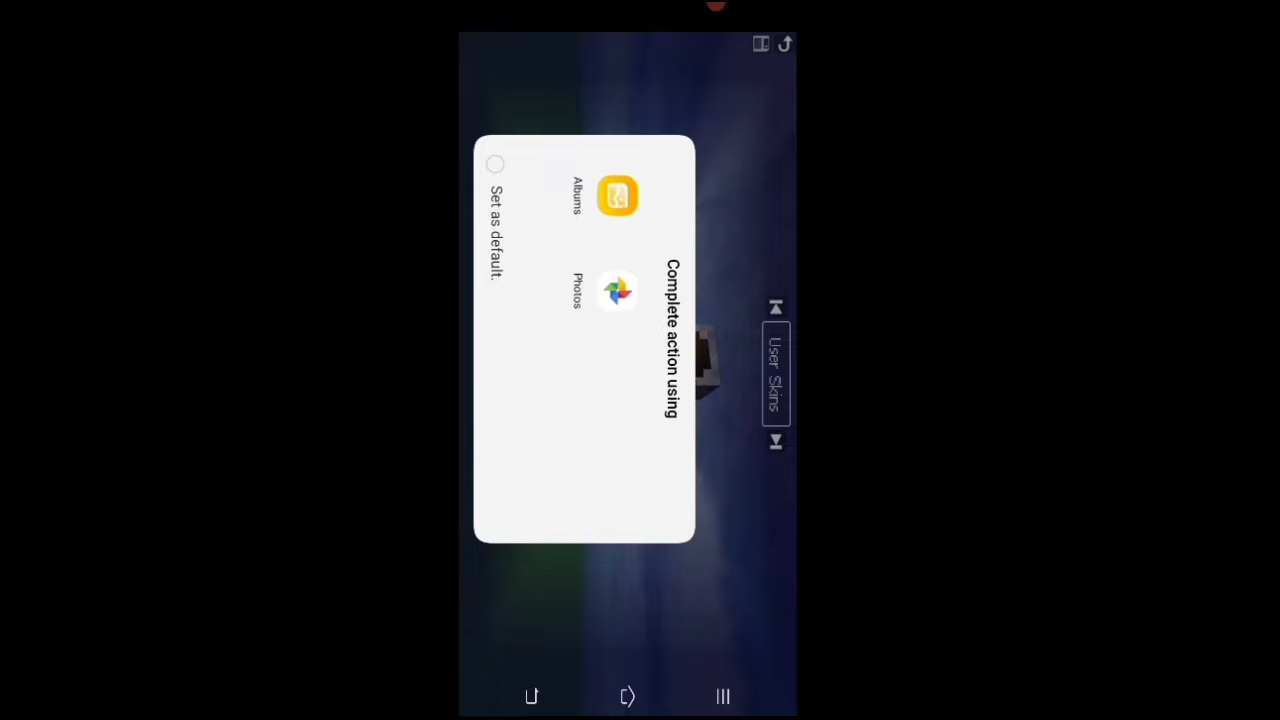 User Skins
Complete action using
Albums
Photos
Set as default.